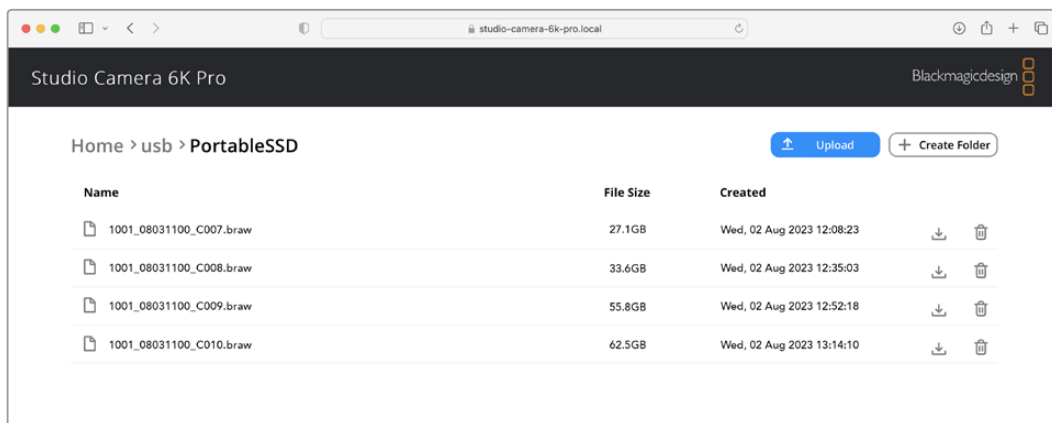 studio-camera-6k-pro.local
Studio Camera 6K Pro
Blackmagicdesign
Home > usb > PortableSSD
Upload
+ Create Folder
Name File Size Created
1001_08031100_C007.braw 27.1GB Wed, 02 Aug 2023 12:08:23
1001_08031100_C008.braw 33.6GB Wed, 02 Aug 2023 12:35:03
1001_08031100_C009.braw 55.8GB Wed, 02 Aug 2023 12:52:18
1001_08031100_C010.braw 62.5GB Wed, 02 Aug 2023 13:14:10